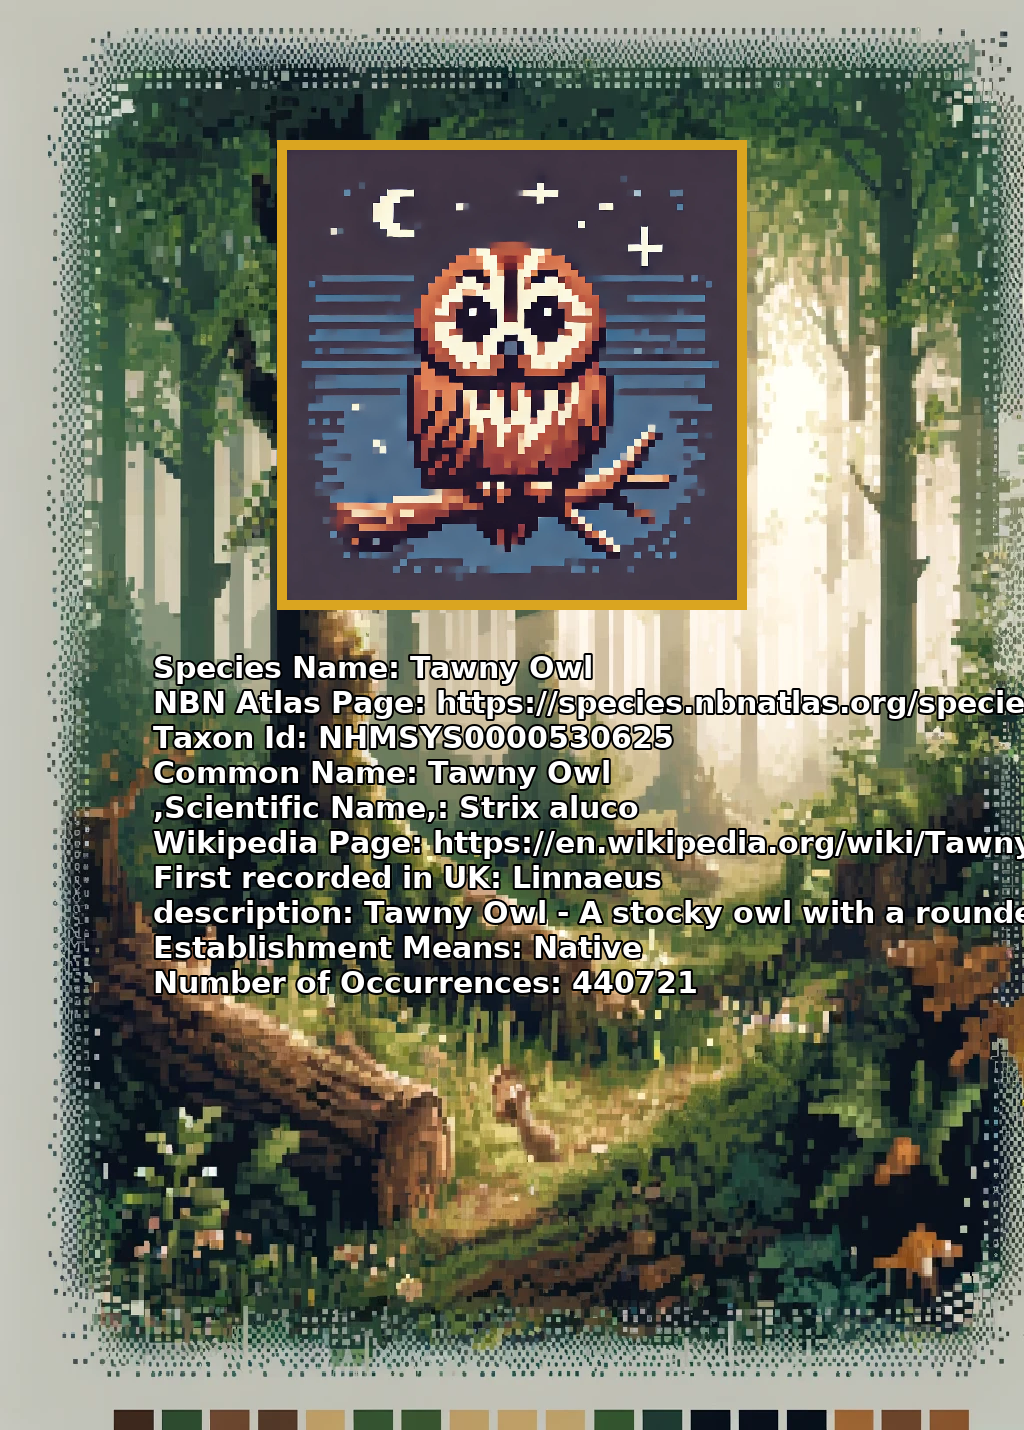 Species Name: Tawny Owl
NBN Atlas Page: https://species.nbnatlas.org/specie
Taxon Id: NHMSYS0000530625
Common Name: Tawny Owl
,Scientific Name,: Strix aluco
Wikipedia Page: https://en.wikipedia.org/wiki/Tawny
First recorded in UK: Linnaeus
description: Tawny Owl - A stocky owl with a rounde
Establishment Means: Native
Number of Occurrences: 440721